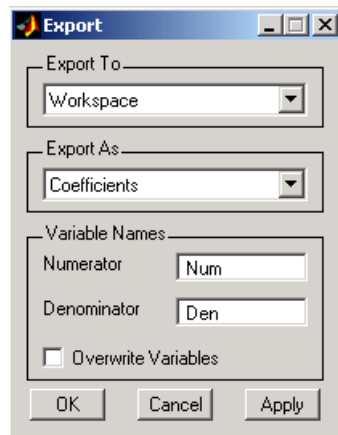 Export
Export To
Workspace
Export As
Coefficients
Variable Names
Numerator Num
Denominator Den
Overwrite Variables
OK Cancel Apply